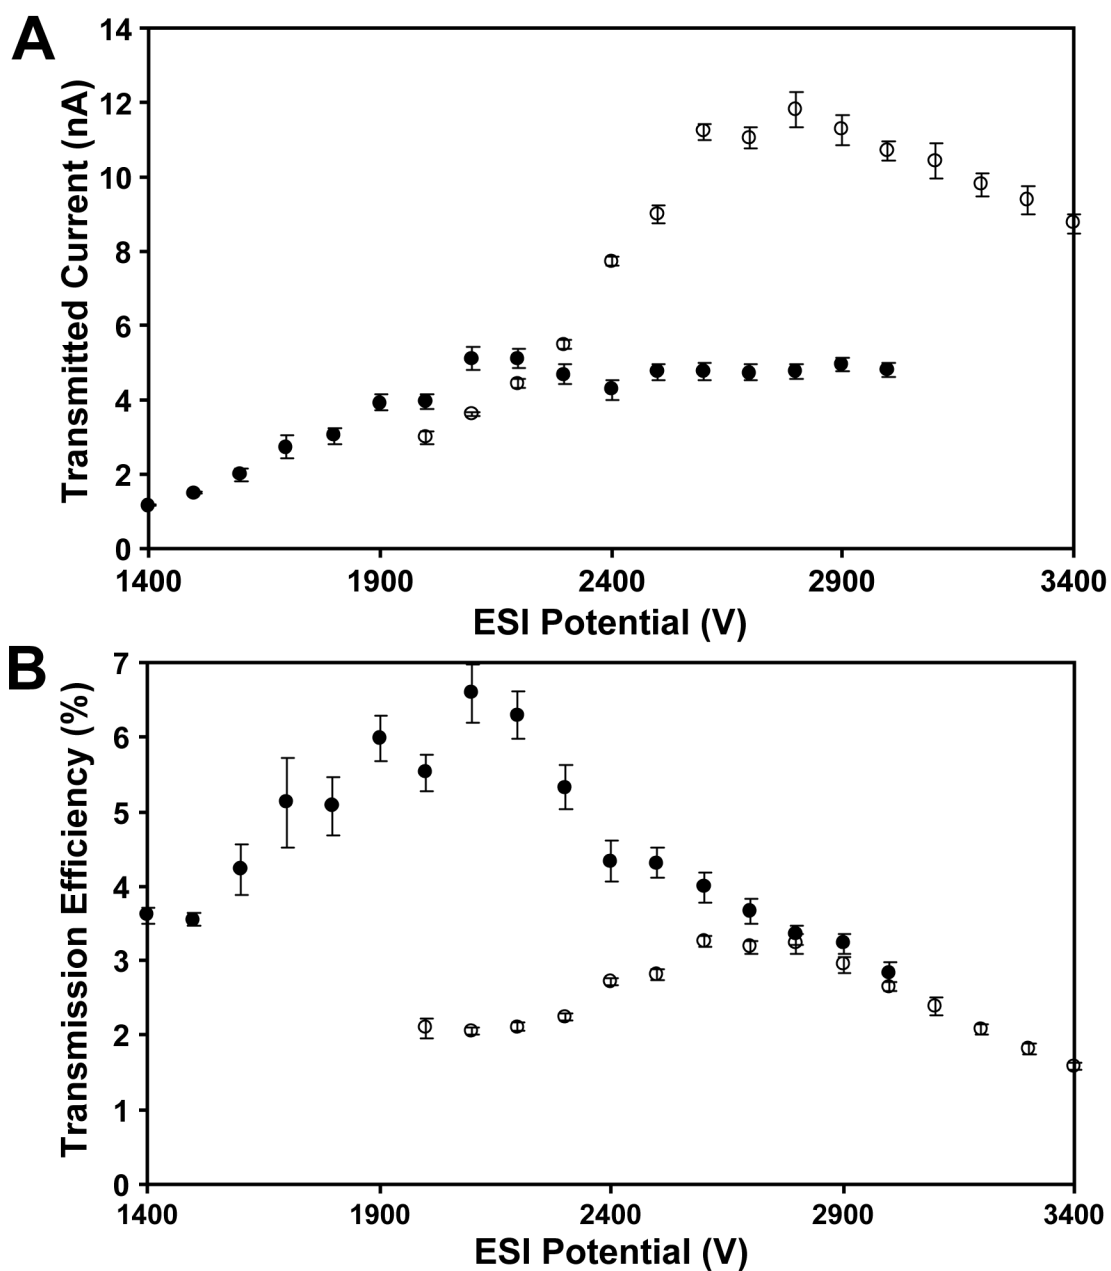 A
Transmitted Current (nA)
14
12
10
8
6
4
2
0
1400 1900 2400 2900 3400
ESI Potential (V)
B
Transmission Efficiency (%)
7
6
5
4
3
2
1
0
1400 1900 2400 2900 3400
ESI Potential (V)